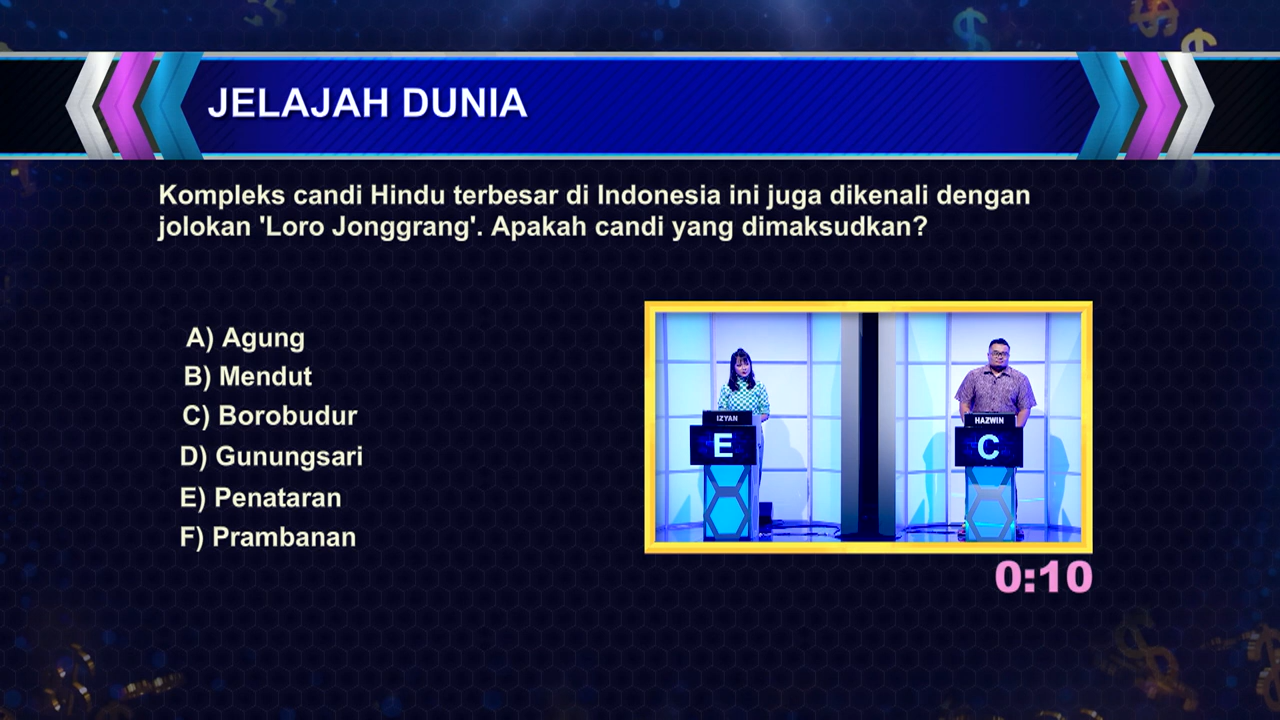 JELAJAH DUNIA
Kompleks candi Hindu terbesar di Indonesia ini juga dikenali dengan
jolokan 'Loro Jonggrang'. Apakah candi yang dimaksudkan?
A) Agung
B) Mendut
C) Borobudur
D) Gunungsari
E) Penataran
F) Prambanan
IZYAN
E
HAZWIN
C
0:10